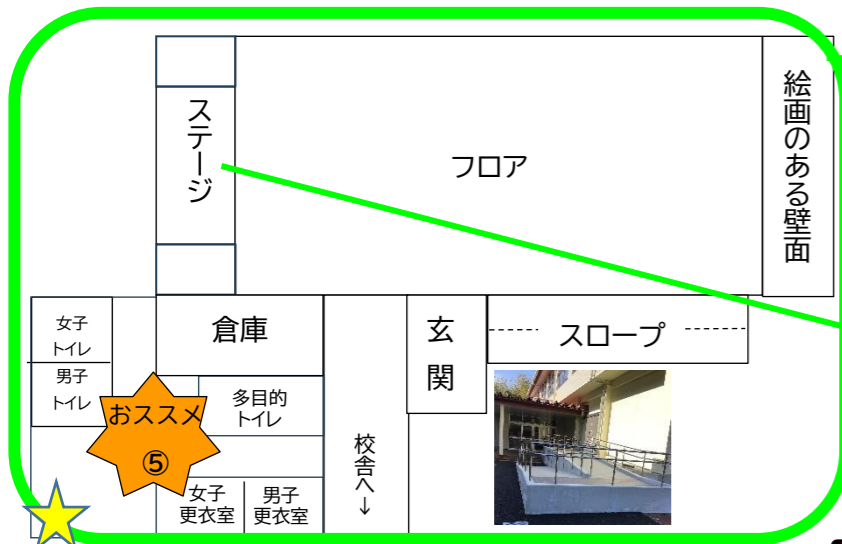 ステージ
フロア
絵画のある壁面
女子
トイレ
男子
トイレ
倉庫
玄
関
スロープ
おススメ
⑤
多目的
トイレ
校舎へ↓
女子
更衣室
男子
更衣室